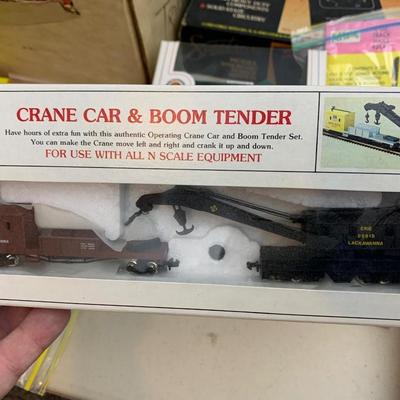 CRANE CAR & BOOM TENDER
Have hours of extra fun with this authentic Operating Crane Car and Boom Tender Set.
You can make the Crane move left and right and crank it up and down.
FOR USE WITH ALL N SCALE EQUIPMENT
ERIE
LACKAWANNA
COMPONENTS
CIRCUITRY